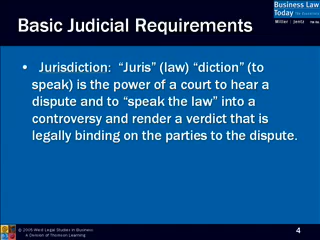 Basic Judicial Requirements
Business Law
Today
Miller Jentz
• Jurisdiction: “Juris” (law) “diction” (to
speak) is the power of a court to hear a
dispute and to “speak the law” into a
controversy and render a verdict that is
legally binding on the parties to the dispute.
© 2005 West Legal Studies in Business
A Division of Thomson Learning
4